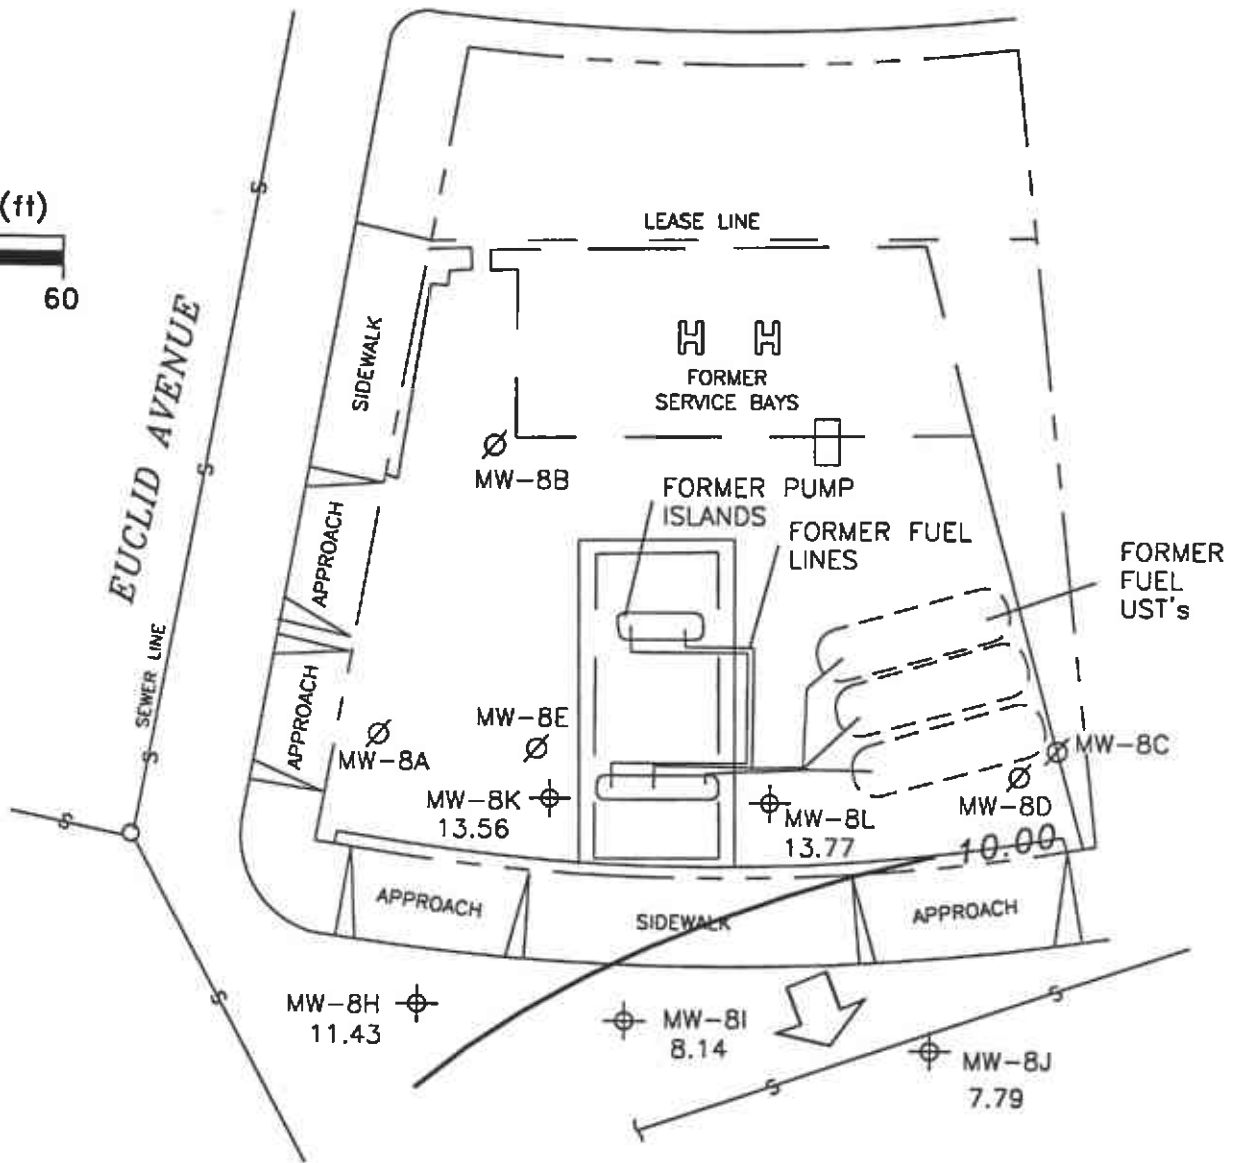 (ft)
60
EUCLID AVENUE
SEWER LINE
S
S
S
S
S
S
S
SIDEWALK
APPROACH
APPROACH
LEASE LINE
FORMER
SERVICE BAYS
MW-8B
FORMER PUMP
ISLANDS
FORMER FUEL
LINES
FORMER
FUEL
UST's
MW-8A
MW-8E
MW-8K
13.56
MW-8L
13.77
MW-8C
MW-8D
10.00
APPROACH
SIDEWALK
APPROACH
MW-8H
11.43
MW-8I
8.14
MW-8J
7.79